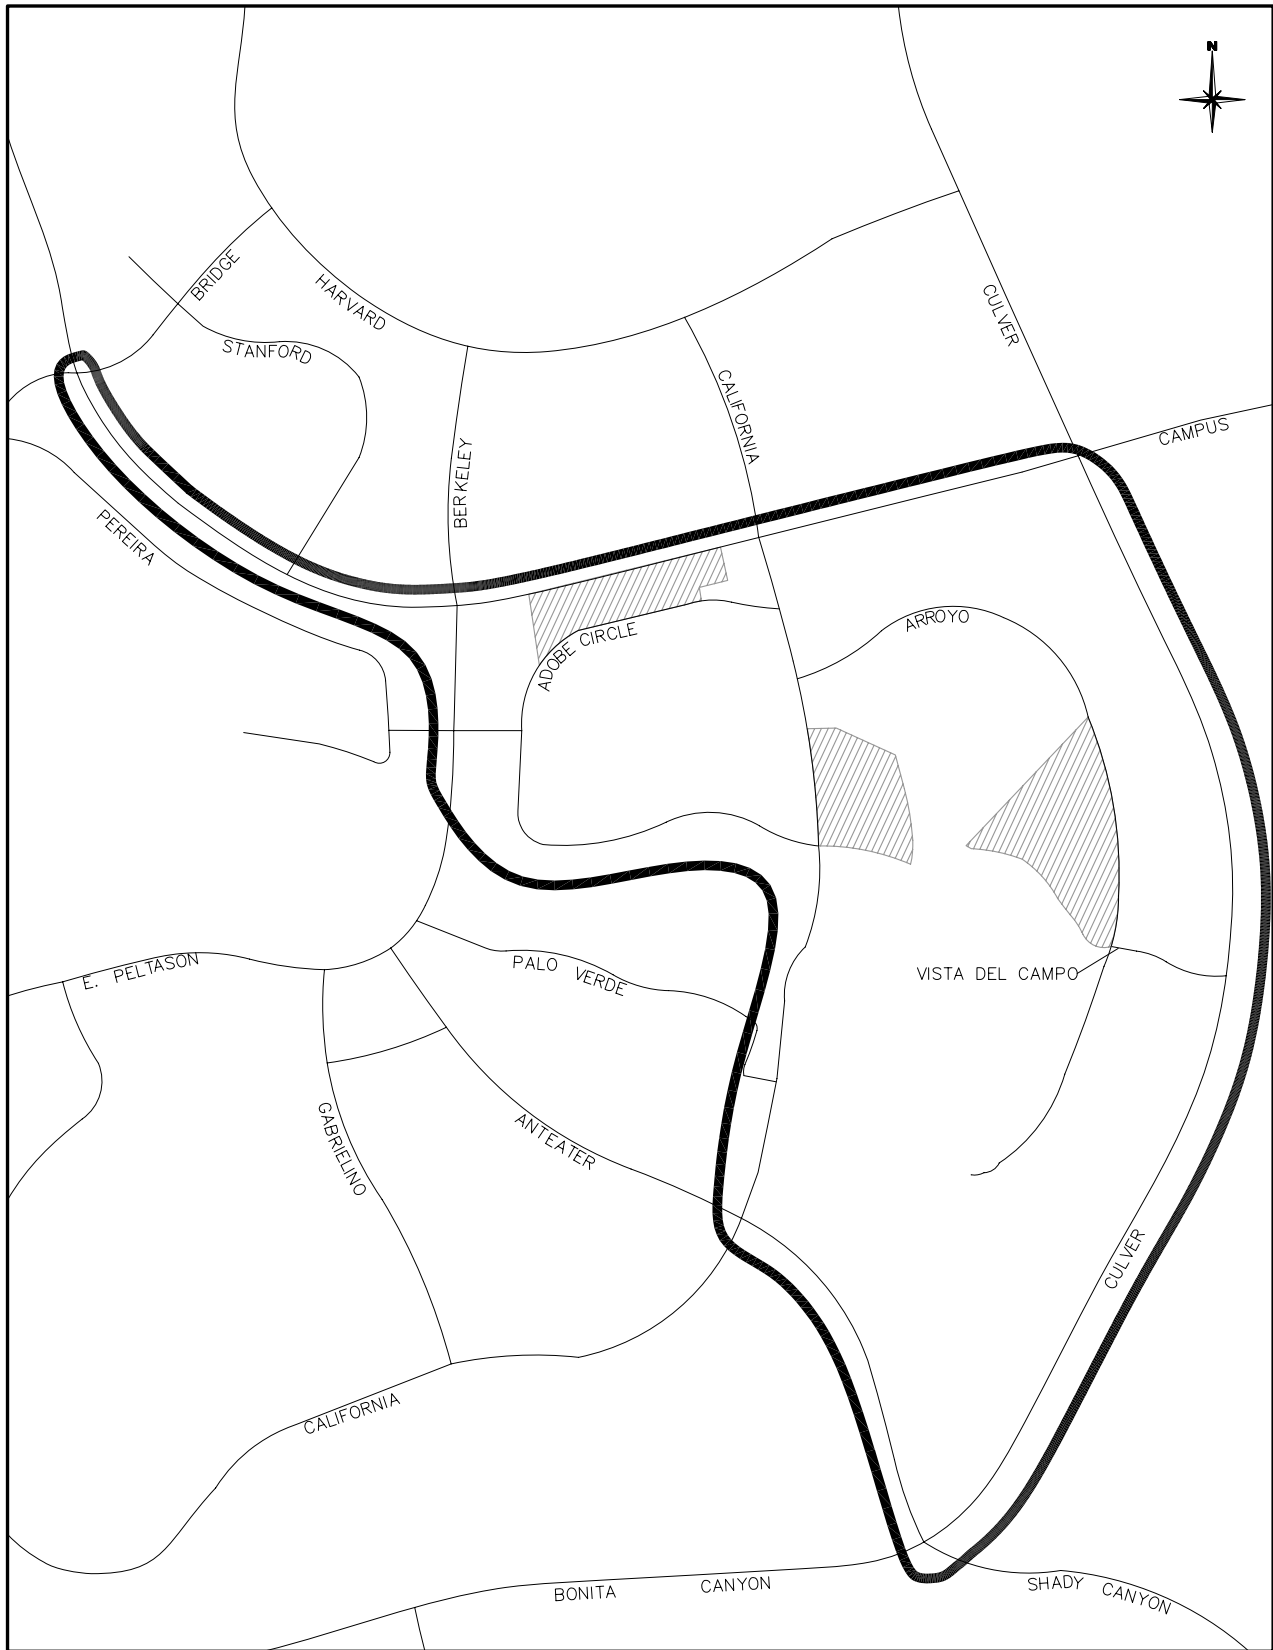 N
BRIDGE
HARVARD
CULVER
STANFORD
CALIFORNIA
CAMPUS
BERKELEY
PEREIRA
ADOBE CIRCLE
ARROYO
E. PELTASON
PALO VERDE
VISTA DEL CAMPO
GABRIELINO
ANTEATER
CULVER
CALIFORNIA
BONITA CANYON
SHADY CANYON